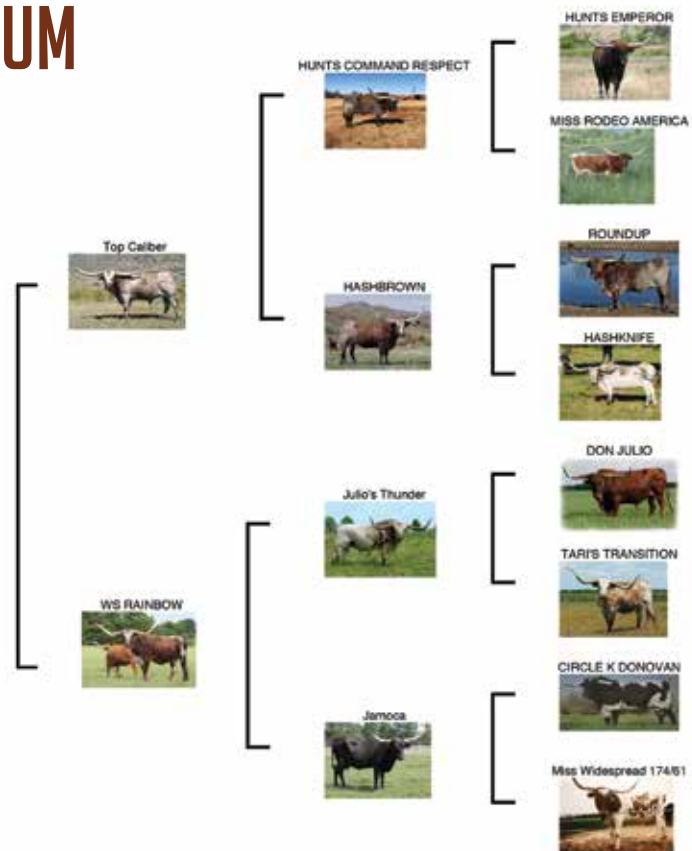 UM
HUNTS EMPEROR
HUNTS COMMAND RESPECT
MISS RODEO AMERICA
Top Caliber
ROUNDUP
HASHBROWN
HASHKNIFE
DON JULIO
Julio's Thunder
TARI'S TRANSITION
WS RAINBOW
CIRCLE K DONOVAN
Jamoca
Miss Widespread 174/61